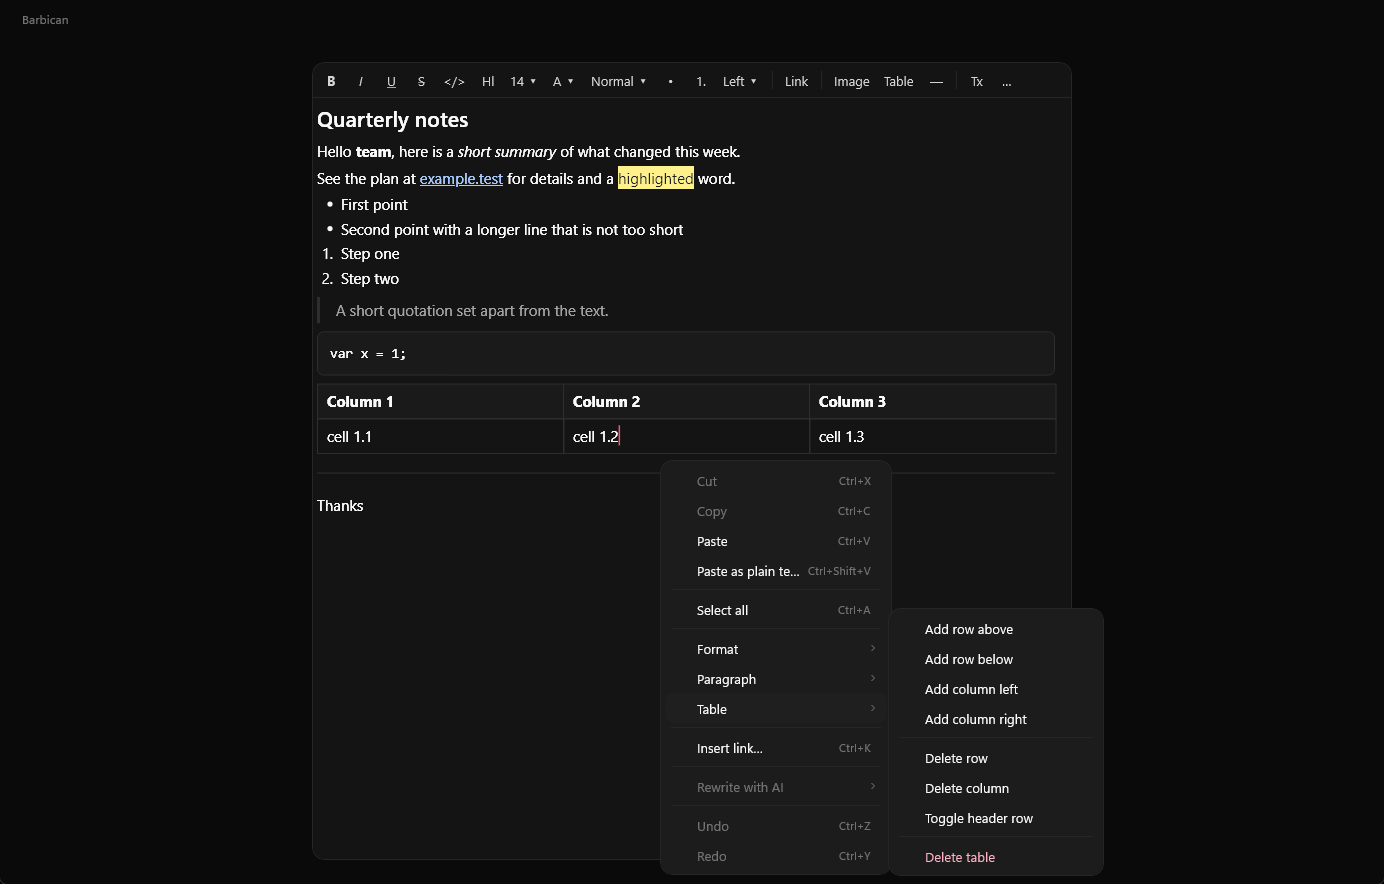 Barbican
B I U S </> Hl 14 ▾ A ▾ Normal ▾ • 1. Left ▾ Link Image Table — Tx ...
Quarterly notes
Hello team, here is a short summary of what changed this week.
See the plan at example.test for details and a highlighted word.
• First point
• Second point with a longer line that is not too short
1. Step one
2. Step two
A short quotation set apart from the text.
var x = 1;
Column 1 Column 2 Column 3
cell 1.1 cell 1.2 cell 1.3
Thanks
Cut Ctrl+X
Copy Ctrl+C
Paste Ctrl+V
Paste as plain te... Ctrl+Shift+V
Select all Ctrl+A
Format
Paragraph
Table
Insert link... Ctrl+K
Rewrite with AI
Undo Ctrl+Z
Redo Ctrl+Y
Add row above
Add row below
Add column left
Add column right
Delete row
Delete column
Toggle header row
Delete table